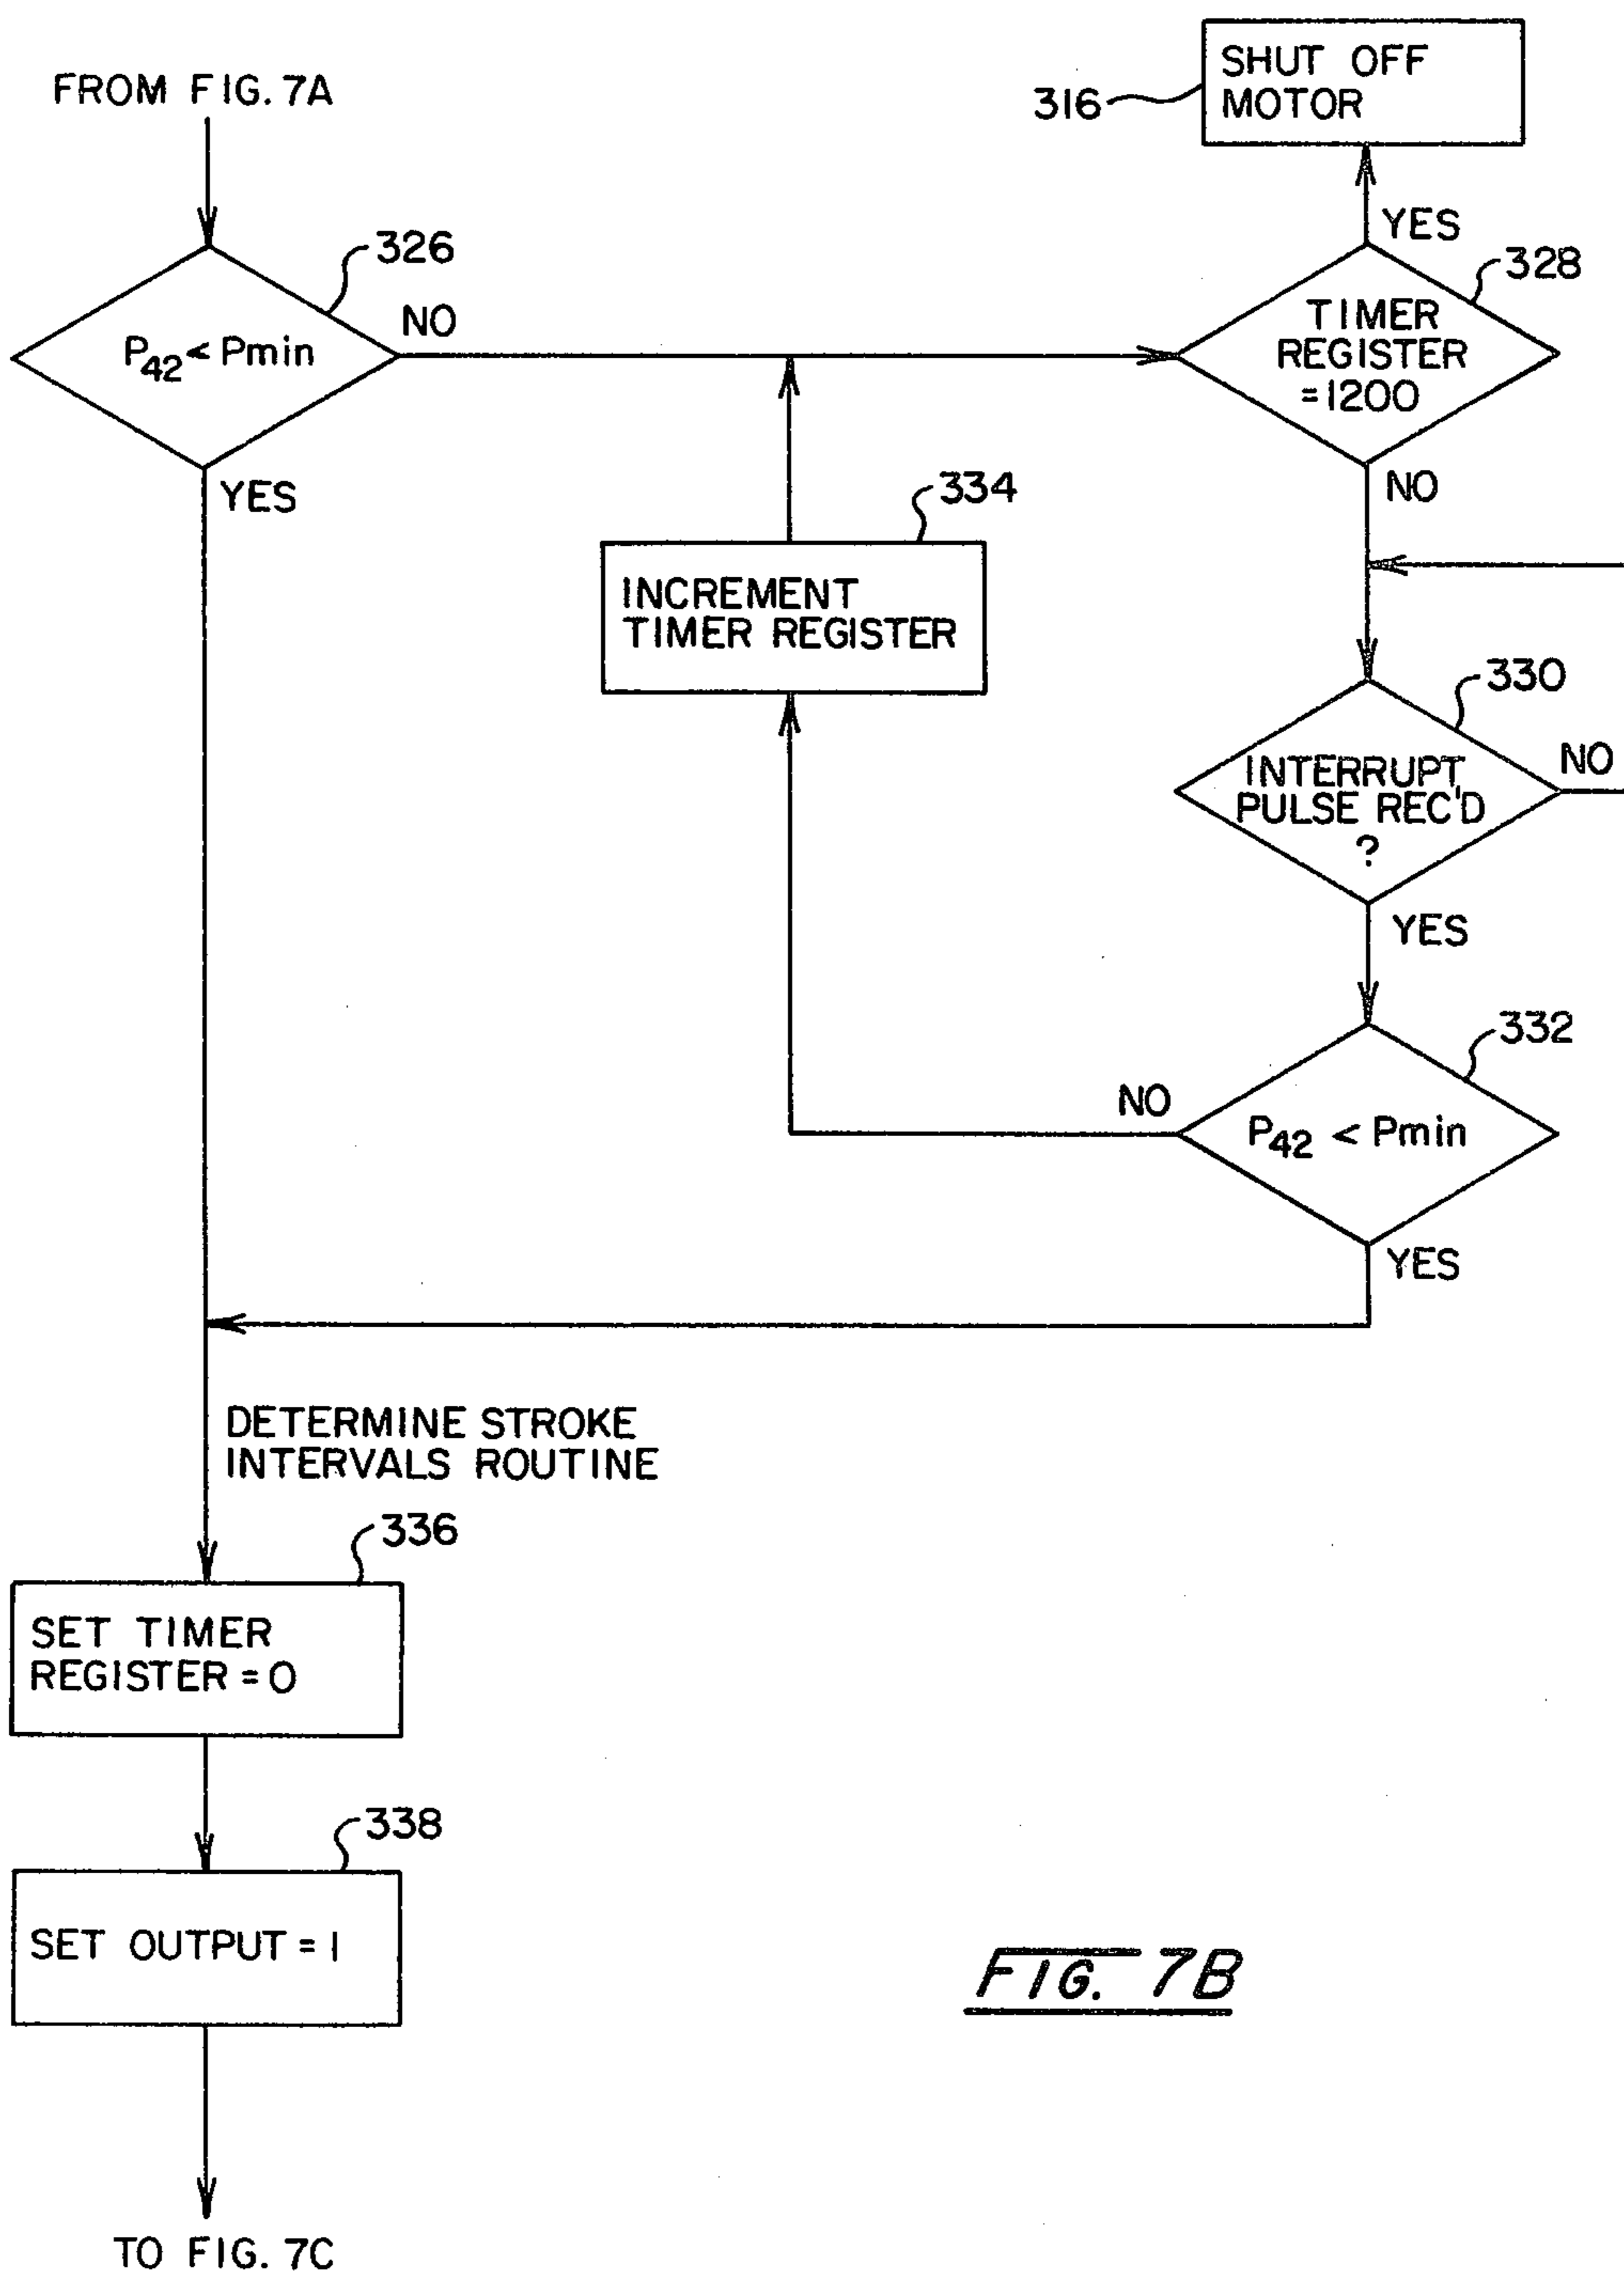 FROM FIG. 7A
SHUT OFF
MOTOR
316
326
P42 < Pmin
NO
YES
YES
328
TIMER
REGISTER
=1200
NO
334
INCREMENT
TIMER REGISTER
330
INTERRUPT
PULSE REC'D
?
NO
YES
332
P42 < Pmin
NO
YES
DETERMINE STROKE
INTERVALS ROUTINE
336
SET TIMER
REGISTER = 0
338
SET OUTPUT = 1
FIG. 7B
TO FIG. 7C